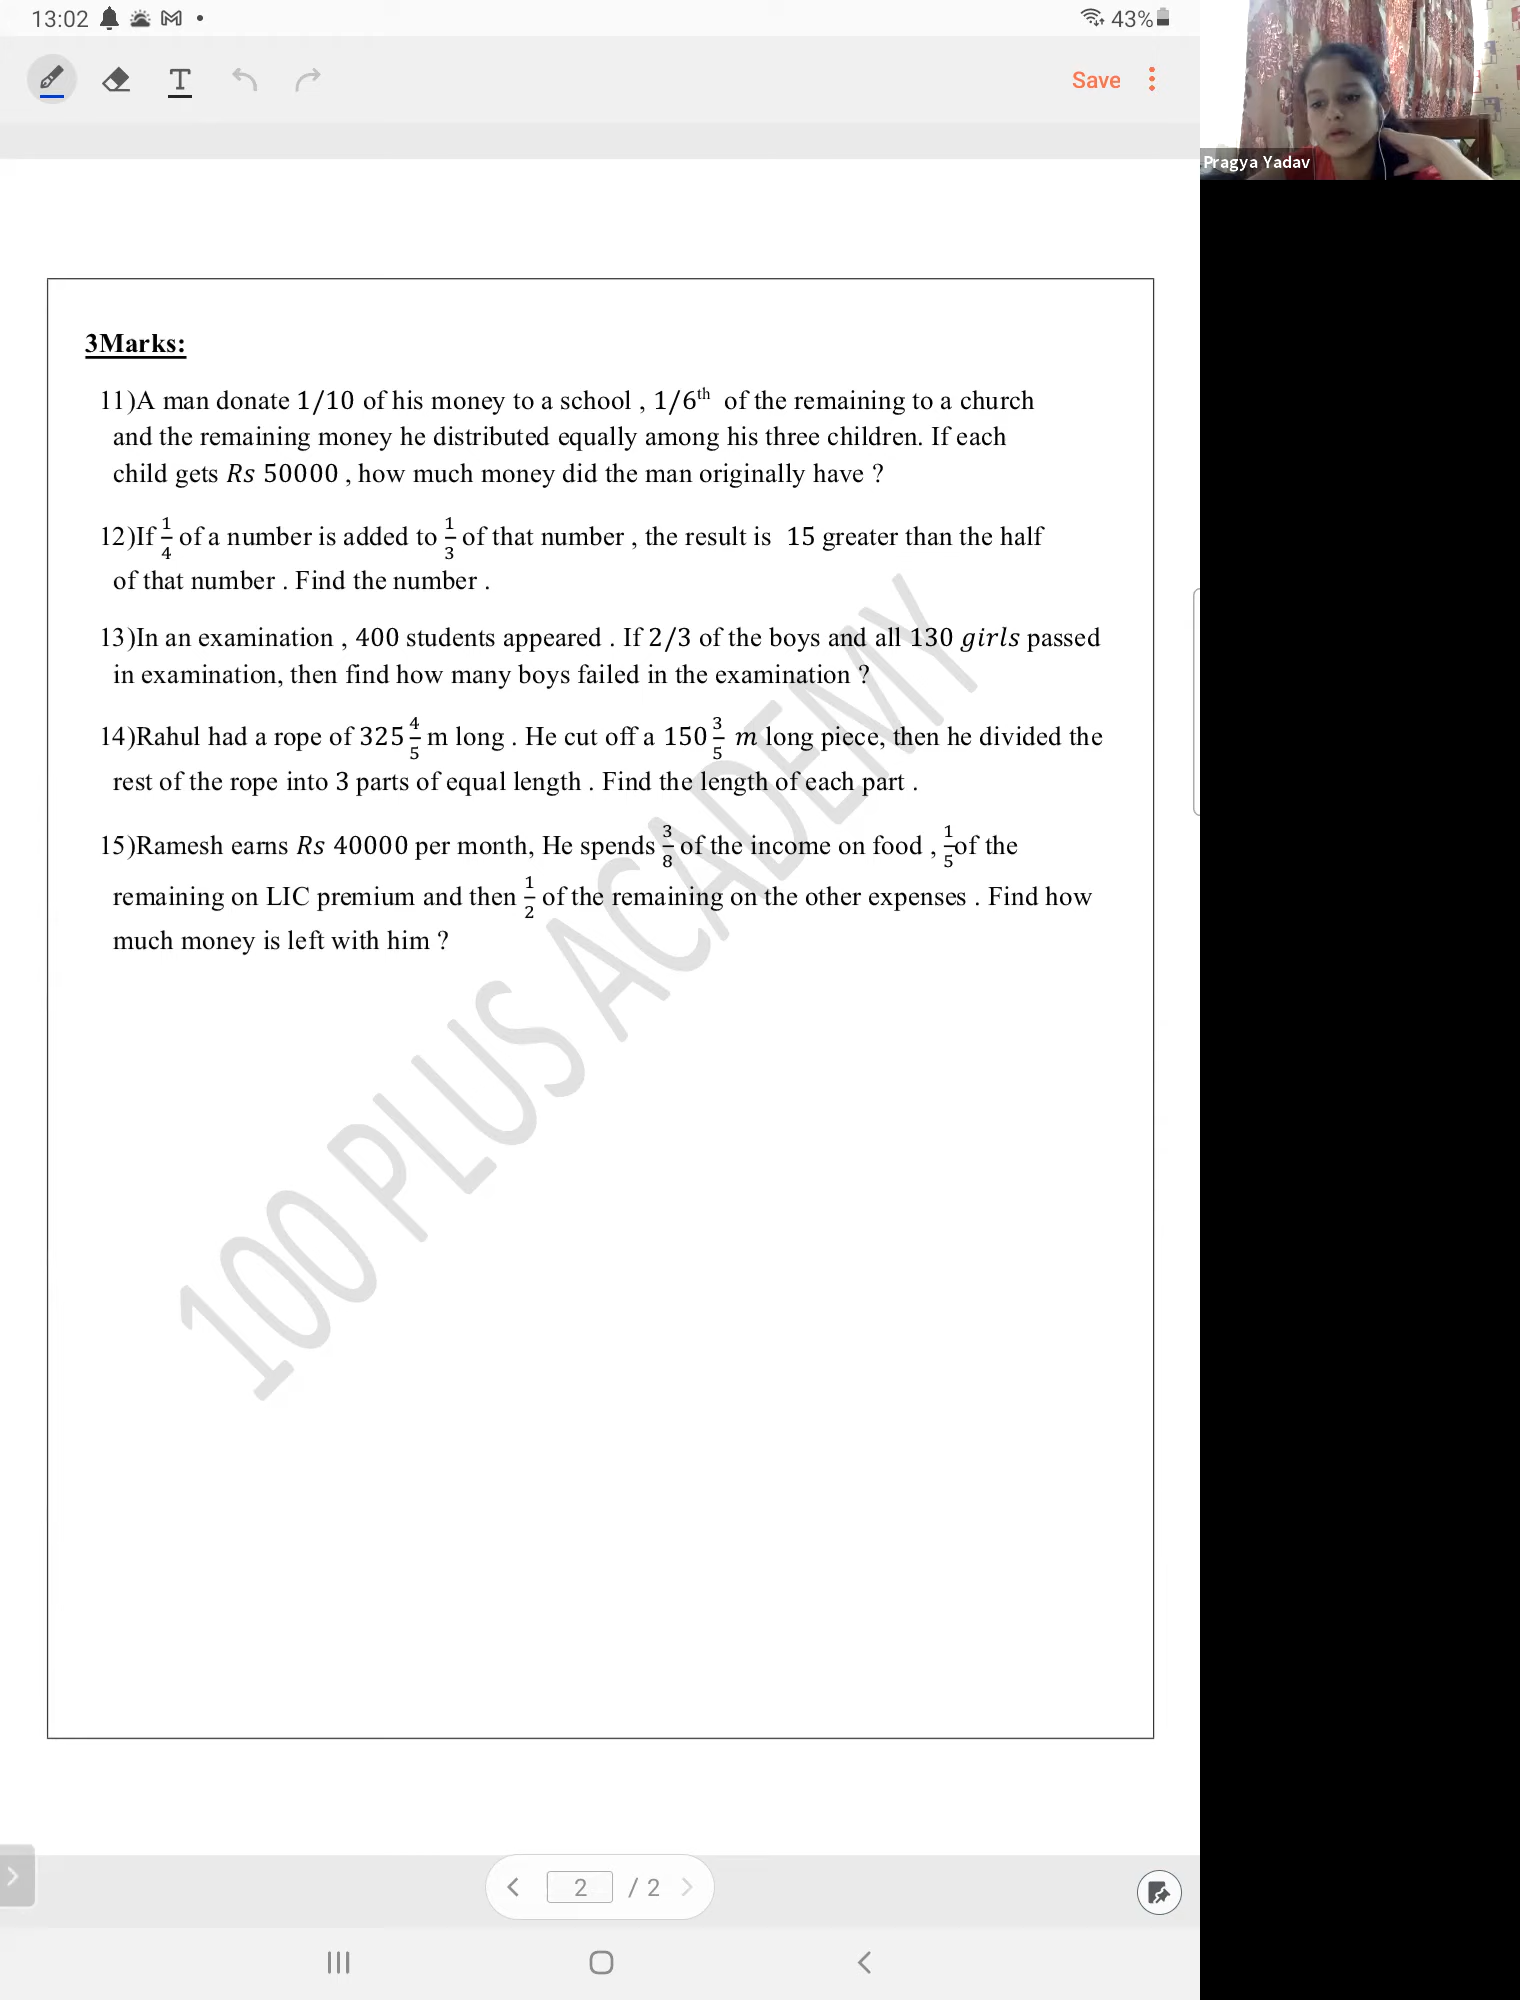 13:02
43%
T
Save
Pragya Yadav
3Marks:
11)A man donate 1/10 of his money to a school , 1/6th of the remaining to a church
and the remaining money he distributed equally among his three children. If each
child gets Rs 50000 , how much money did the man originally have ?
12)If 1/4 of a number is added to 1/3 of that number , the result is 15 greater than the half
of that number . Find the number .
13)In an examination , 400 students appeared . If 2/3 of the boys and all 130 girls passed
in examination, then find how many boys failed in the examination ?
14)Rahul had a rope of 325 4/5 m long . He cut off a 150 3/5 m long piece, then he divided the
rest of the rope into 3 parts of equal length . Find the length of each part .
15)Ramesh earns Rs 40000 per month, He spends 3/8 of the income on food , 1/5 of the
remaining on LIC premium and then 1/2 of the remaining on the other expenses . Find how
much money is left with him ?
100 PLUS ACADEMY
2 / 2